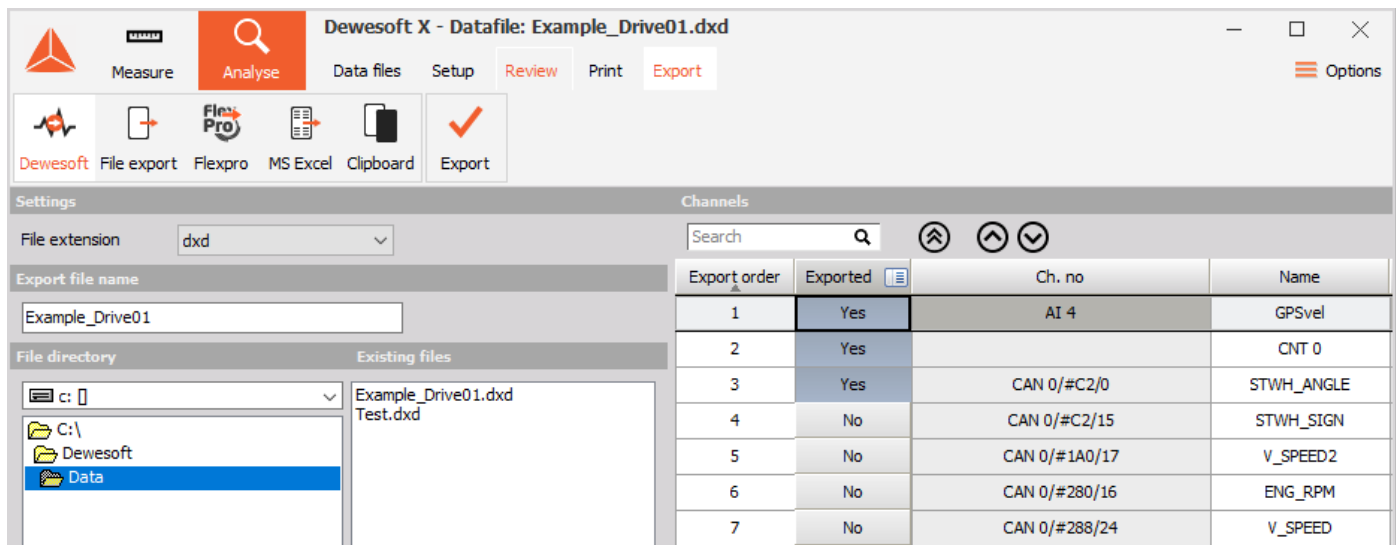 Dewesoft X - Datafile: Example_Drive01.dxd
Measure Analyse Data files Setup Review Print Export Options
Flex Pro
Dewesoft File export Flexpro MS Excel Clipboard Export
Settings
File extension dxd
Export file name
Example_Drive01
File directory Existing files
c: []
C:\
Dewesoft
Data
Example_Drive01.dxd
Test.dxd
Channels
Search
Export order Exported Ch. no Name
1 Yes AI 4 GPSvel
2 Yes CNT 0
3 Yes CAN 0/#C2/0 STWH_ANGLE
4 No CAN 0/#C2/15 STWH_SIGN
5 No CAN 0/#1A0/17 V_SPEED2
6 No CAN 0/#280/16 ENG_RPM
7 No CAN 0/#288/24 V_SPEED